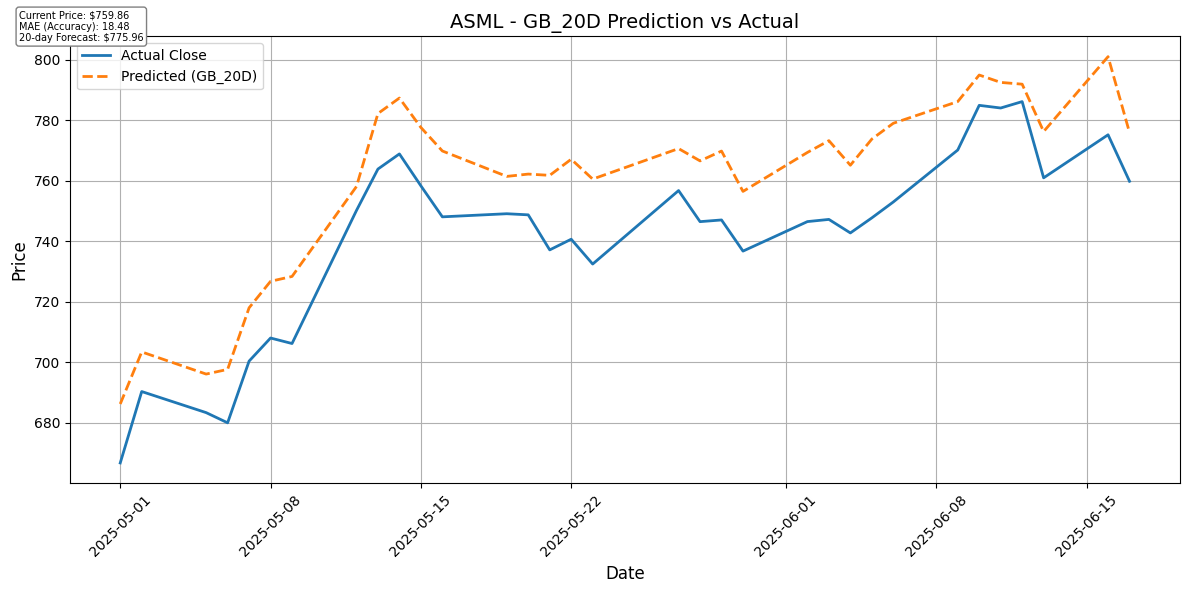 ASML - GB_20D Prediction vs Actual
Current Price: $759.86
MAE (Accuracy): 18.48
20-day Forecast: $775.96
Actual Close
Predicted (GB_20D)
Price
800
780
760
740
720
700
680
2025-05-01
2025-05-08
2025-05-15
2025-05-22
2025-06-01
2025-06-08
2025-06-15
Date